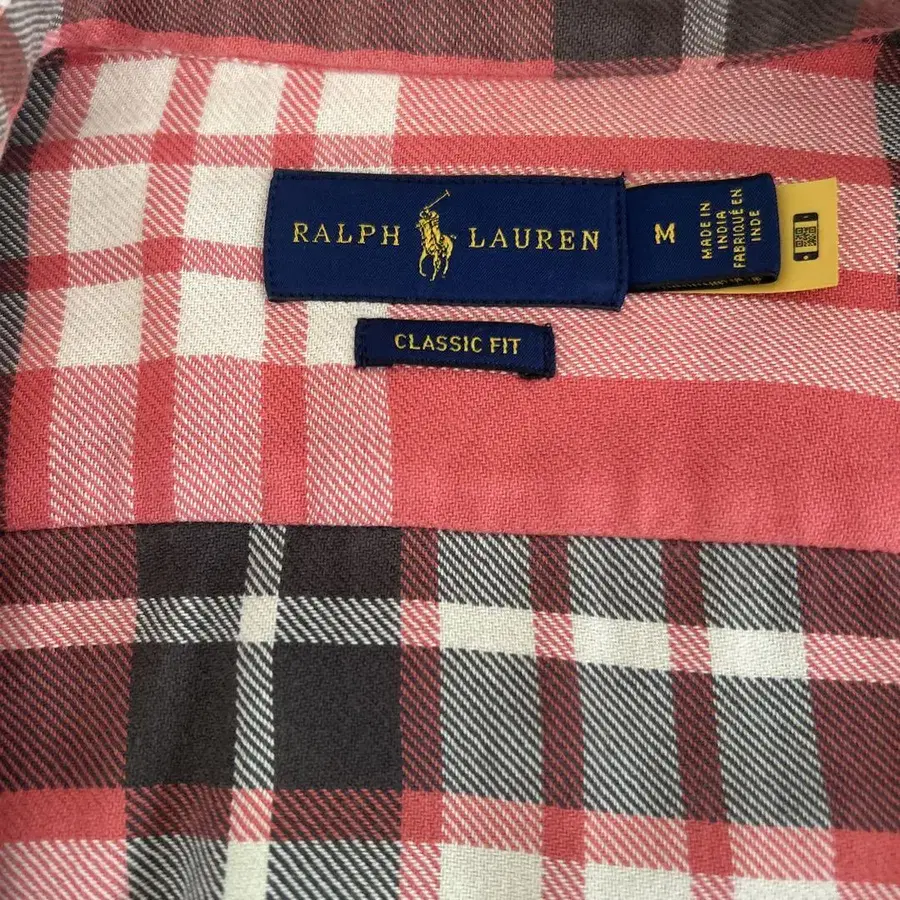 RALPH LAUREN
M
MADE IN
INDIA
FABRIQUÉ EN
INDE
CLASSIC FIT